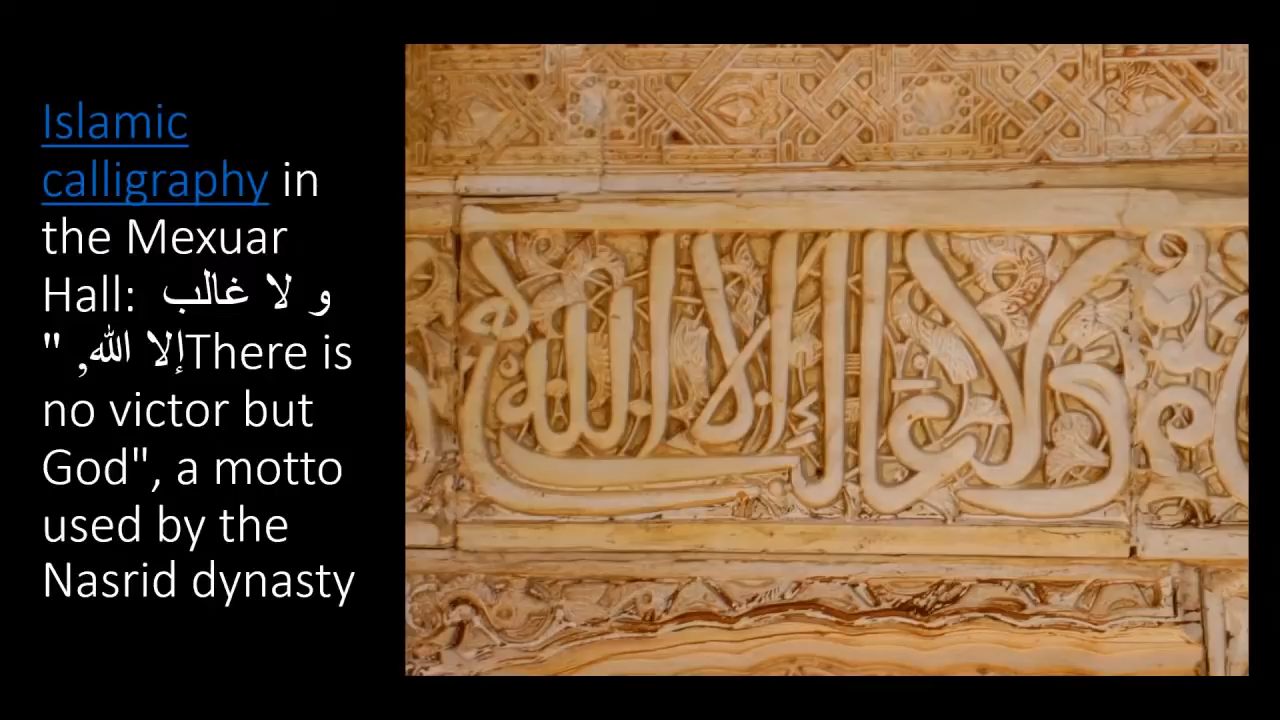 Islamic
calligraphy in
the Mexuar
Hall: و لا غالب
إلا الله, "There is
no victor but
God", a motto
used by the
Nasrid dynasty
ولا غالب إلا الله